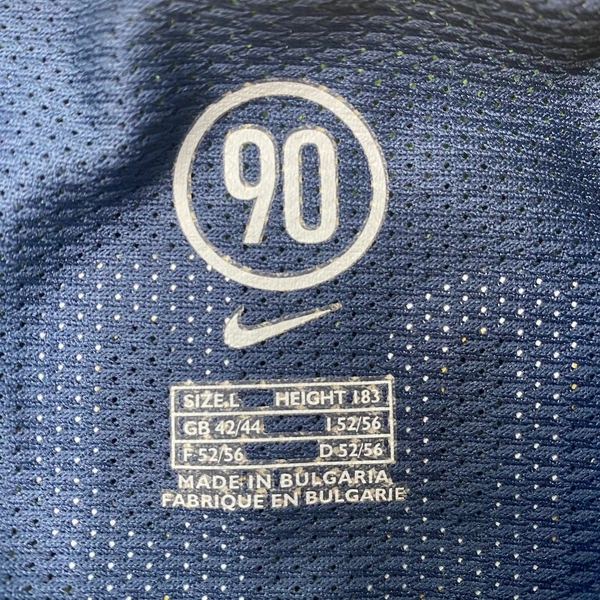 90
SIZE L HEIGHT 183
GB 42/44 I 52/56
F 52/56 D 52/56
MADE IN BULGARIA
FABRIQUE EN BULGARIE